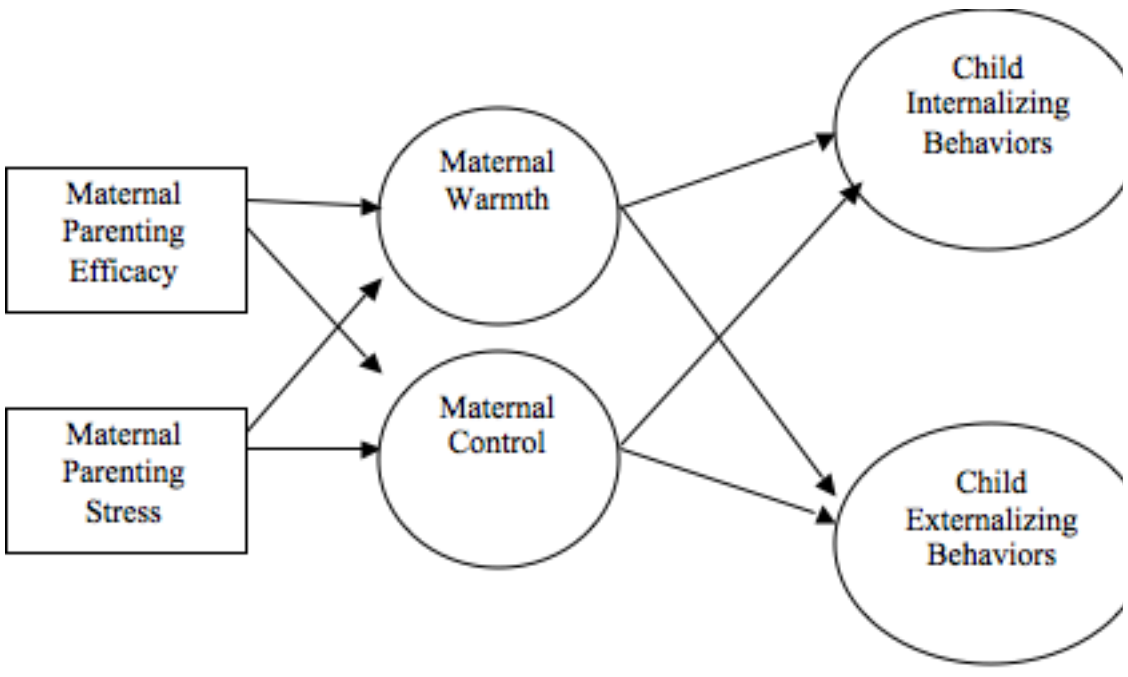 Maternal
Parenting
Efficacy
Maternal
Parenting
Stress
Maternal
Warmth
Maternal
Control
Child
Internalizing
Behaviors
Child
Externalizing
Behaviors